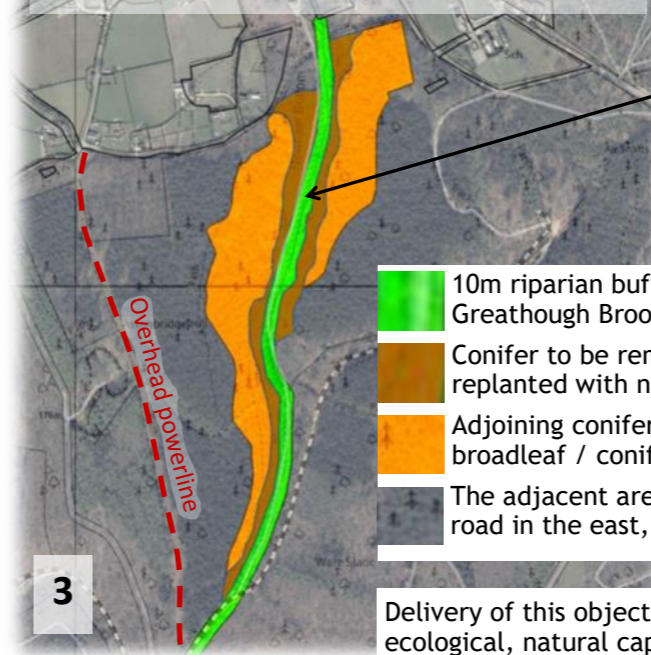 Overhead powerline
10m riparian buf
Greathough Broo
Conifer to be rem
replanted with n
Adjoining conifer
broadleaf / conif
The adjacent are
road in the east,
3
Delivery of this object
ecological, natural cap